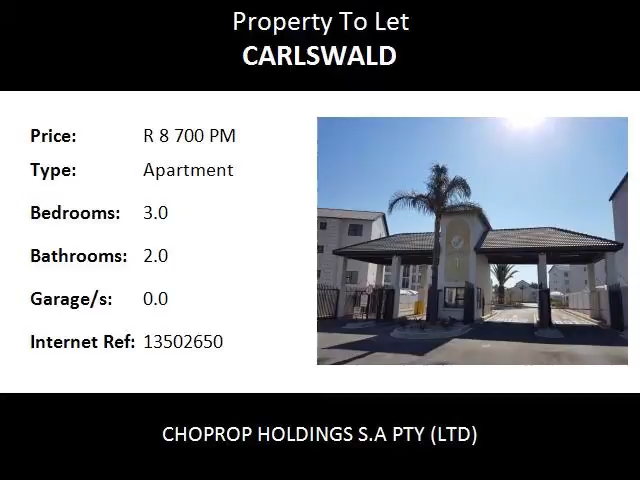 Property To Let
CARLSWALD
Price: R 8 700 PM
Type: Apartment
Bedrooms: 3.0
Bathrooms: 2.0
Garage/s: 0.0
Internet Ref: 13502650
CHOPROP HOLDINGS S.A PTY (LTD)